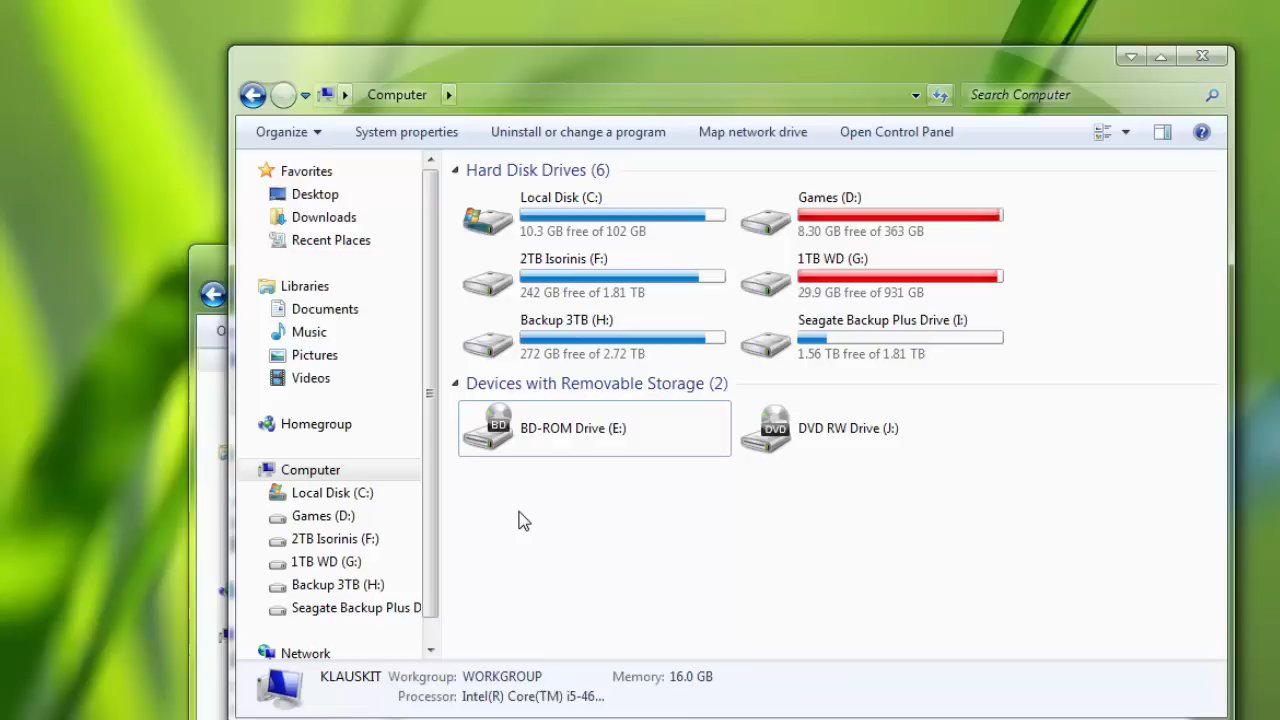 Computer
Search Computer
Organize
System properties
Uninstall or change a program
Map network drive
Open Control Panel
Favorites
Desktop
Downloads
Recent Places
Libraries
Documents
Music
Pictures
Videos
Homegroup
Computer
Local Disk (C:)
Games (D:)
2TB Isorinis (F:)
1TB WD (G:)
Backup 3TB (H:)
Seagate Backup Plus D
Network
Hard Disk Drives (6)
Local Disk (C:)
10.3 GB free of 102 GB
Games (D:)
8.30 GB free of 363 GB
2TB Isorinis (F:)
242 GB free of 1.81 TB
1TB WD (G:)
29.9 GB free of 931 GB
Backup 3TB (H:)
272 GB free of 2.72 TB
Seagate Backup Plus Drive (I:)
1.56 TB free of 1.81 TB
Devices with Removable Storage (2)
BD
BD-ROM Drive (E:)
DVD
DVD RW Drive (J:)
KLAUSKIT Workgroup: WORKGROUP Memory: 16.0 GB
Processor: Intel(R) Core(TM) i5-46...